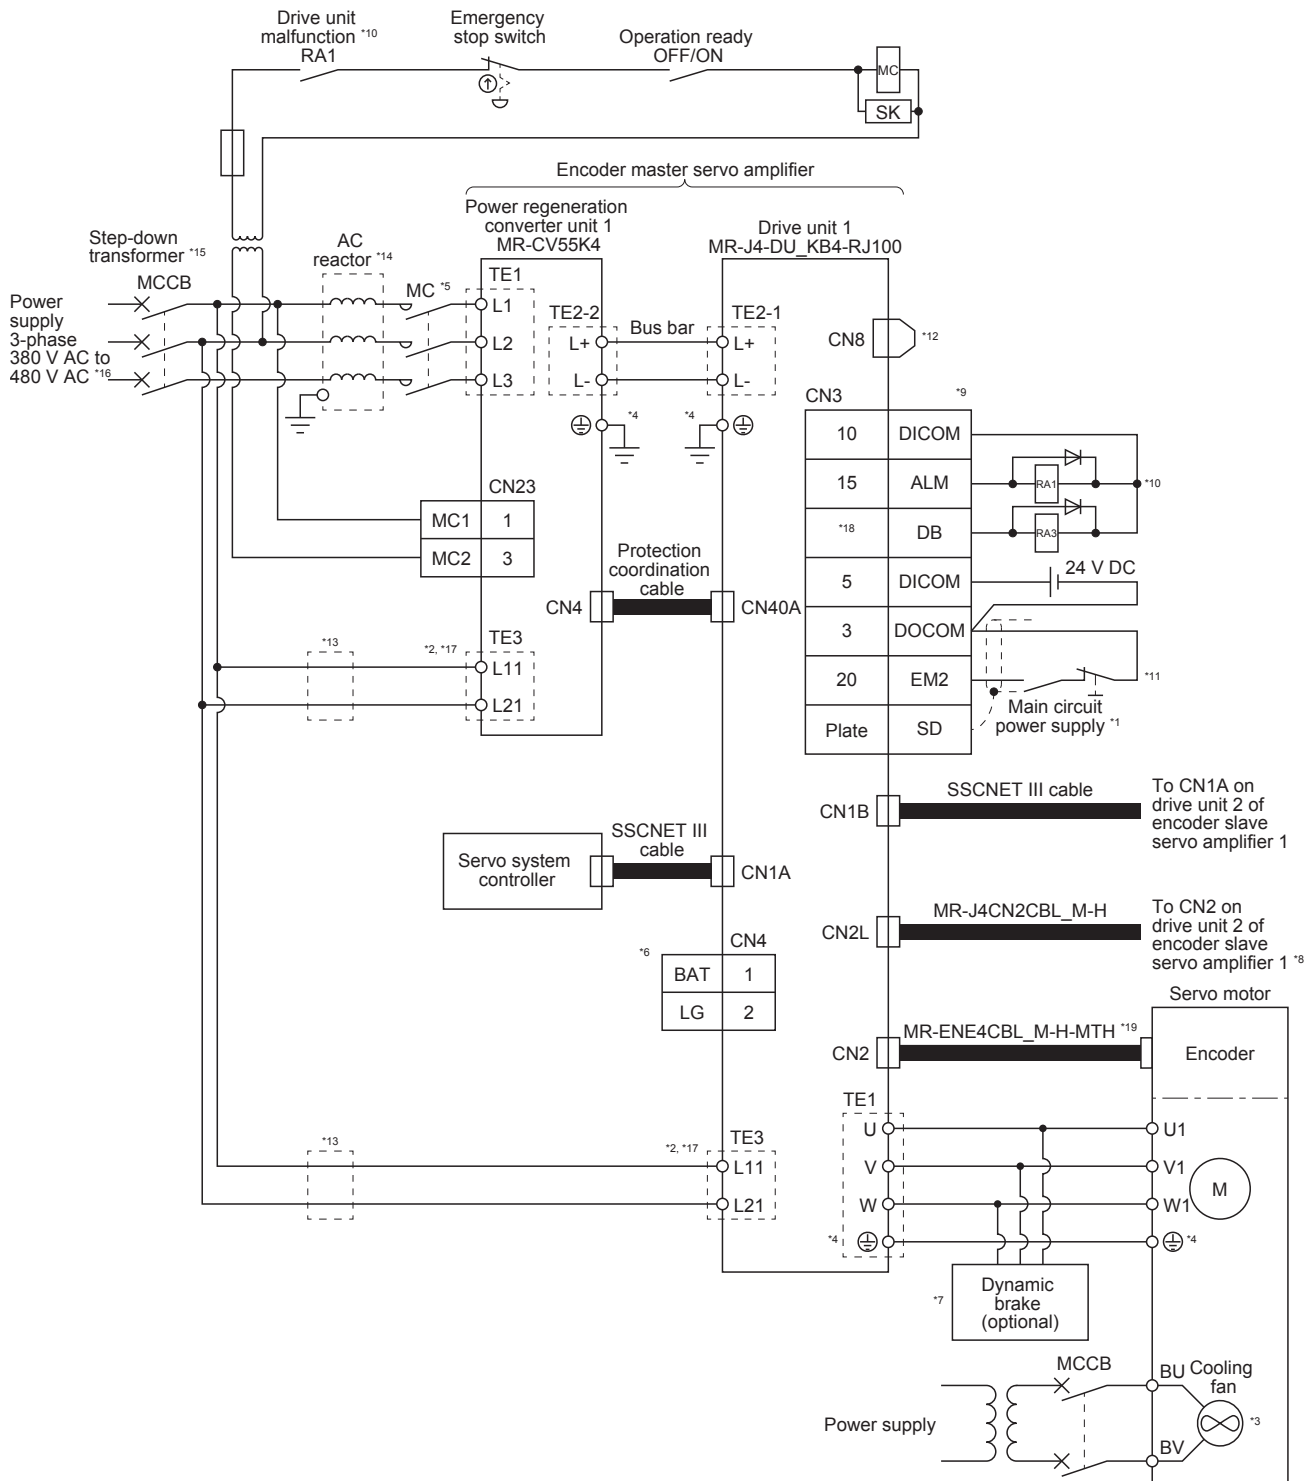 Drive unit
malfunction *10
RA1
Emergency
stop switch
Operation ready
OFF/ON
MC
SK
Encoder master servo amplifier
Power regeneration
converter unit 1
MR-CV55K4
Drive unit 1
MR-J4-DU_KB4-RJ100
Step-down
transformer *15
MCCB
AC
reactor *14
MC *5
TE1
Power
supply
3-phase
380 V AC to
480 V AC *16
L1
L2
L3
TE2-2
L+
L-
Bus bar
TE2-1
L+
L-
*4
*4
CN8
*12
CN3
*9
10 DICOM
15 ALM
RA1
*10
*18 DB
RA3
5 DICOM
24 V DC
3 DOCOM
20 EM2
*11
Main circuit
power supply *1
Plate SD
CN23
MC1 1
MC2 3
Protection
coordination
cable
CN4
CN40A
*13
*2, *17
TE3
L11
L21
CN1B
SSCNET III cable
To CN1A on
drive unit 2 of
encoder slave
servo amplifier 1
Servo system
controller
SSCNET III
cable
CN1A
CN2L
MR-J4CN2CBL_M-H
To CN2 on
drive unit 2 of
encoder slave
servo amplifier 1 *8
*6
CN4
BAT 1
LG 2
Servo motor
CN2
MR-ENE4CBL_M-H-MTH *19
Encoder
TE1
U
V
W
*4
U1
V1
W1
*4
M
*13
*2, *17
TE3
L11
L21
*7
Dynamic
brake
(optional)
MCCB
Power supply
BU
BV
Cooling
fan
*3